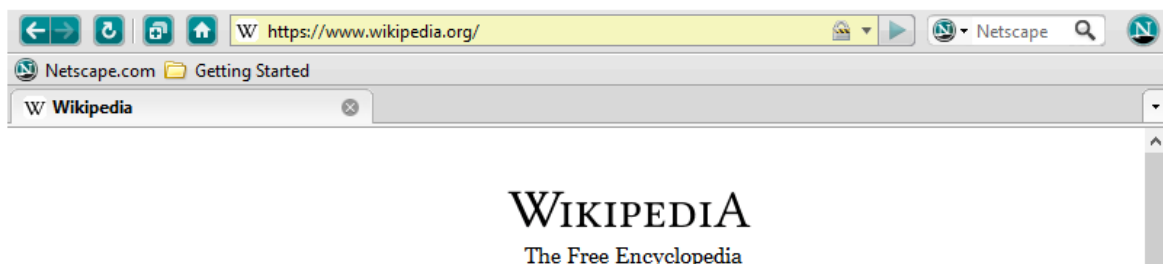 W https://www.wikipedia.org/ Netscape N
N Netscape.com Getting Started
W Wikipedia
WIKIPEDIA
The Free Encyclopedia